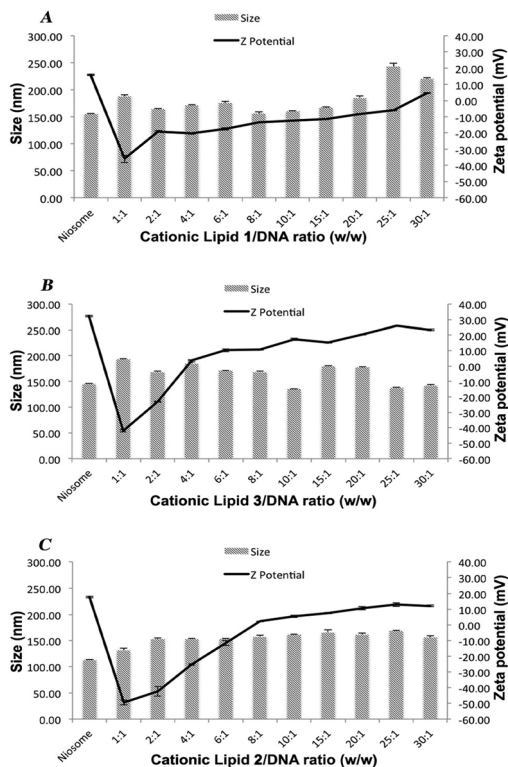 A
Size
Z Potential
300.00
250.00
200.00
150.00
100.00
50.00
0.00
Size (nm)
40.00
30.00
20.00
10.00
0.00
-10.00
-20.00
-30.00
-40.00
-50.00
-60.00
Zeta potential (mV)
Niosome 1:1 2:1 4:1 6:1 8:1 10:1 15:1 20:1 25:1 30:1
Cationic Lipid 1/DNA ratio (w/w)
B
Size
Z Potential
300.00
250.00
200.00
150.00
100.00
50.00
0.00
Size (nm)
40.00
30.00
20.00
10.00
0.00
-10.00
-20.00
-30.00
-40.00
-50.00
-60.00
Zeta potential (mV)
Niosome 1:1 2:1 4:1 6:1 8:1 10:1 15:1 20:1 25:1 30:1
Cationic Lipid 3/DNA ratio (w/w)
C
Size
Z Potential
300.00
250.00
200.00
150.00
100.00
50.00
0.00
Size (nm)
40.00
30.00
20.00
10.00
0.00
-10.00
-20.00
-30.00
-40.00
-50.00
-60.00
Zeta potential (mV)
Niosome 1:1 2:1 4:1 6:1 8:1 10:1 15:1 20:1 25:1 30:1
Cationic Lipid 2/DNA ratio (w/w)